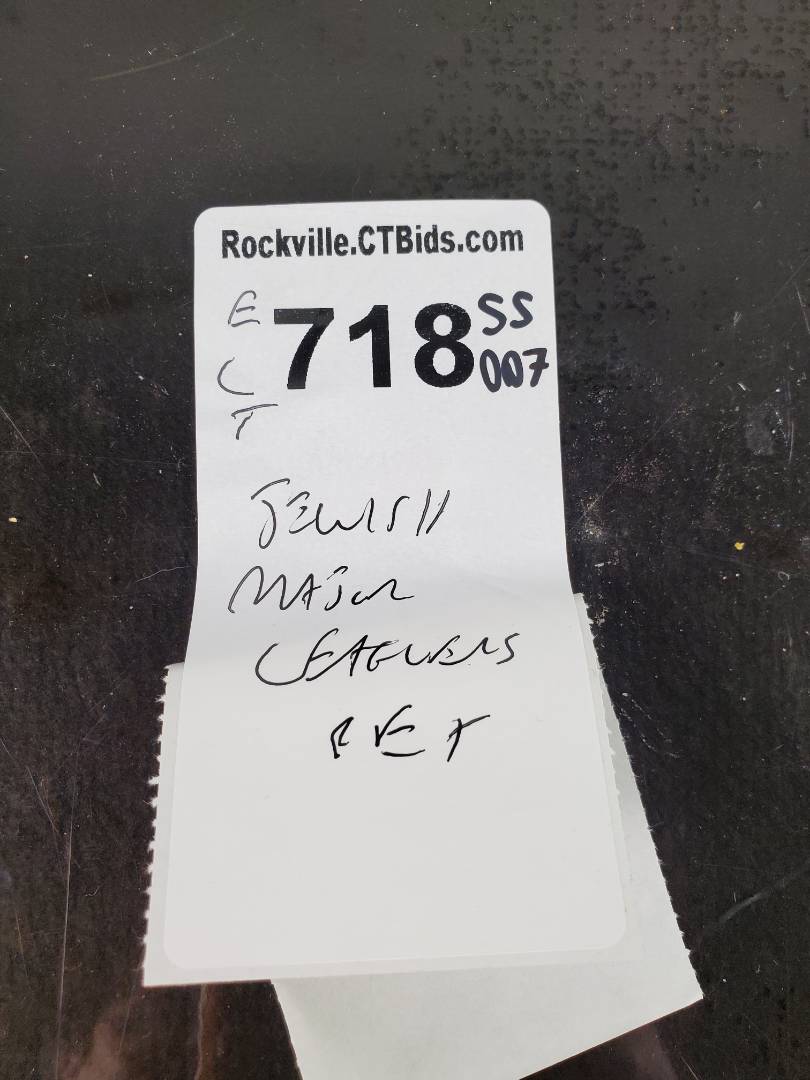 Rockville.CTBids.com
E 718 SS
C 007
T
JEWISH
MAJOR
LEAGUERS
SET